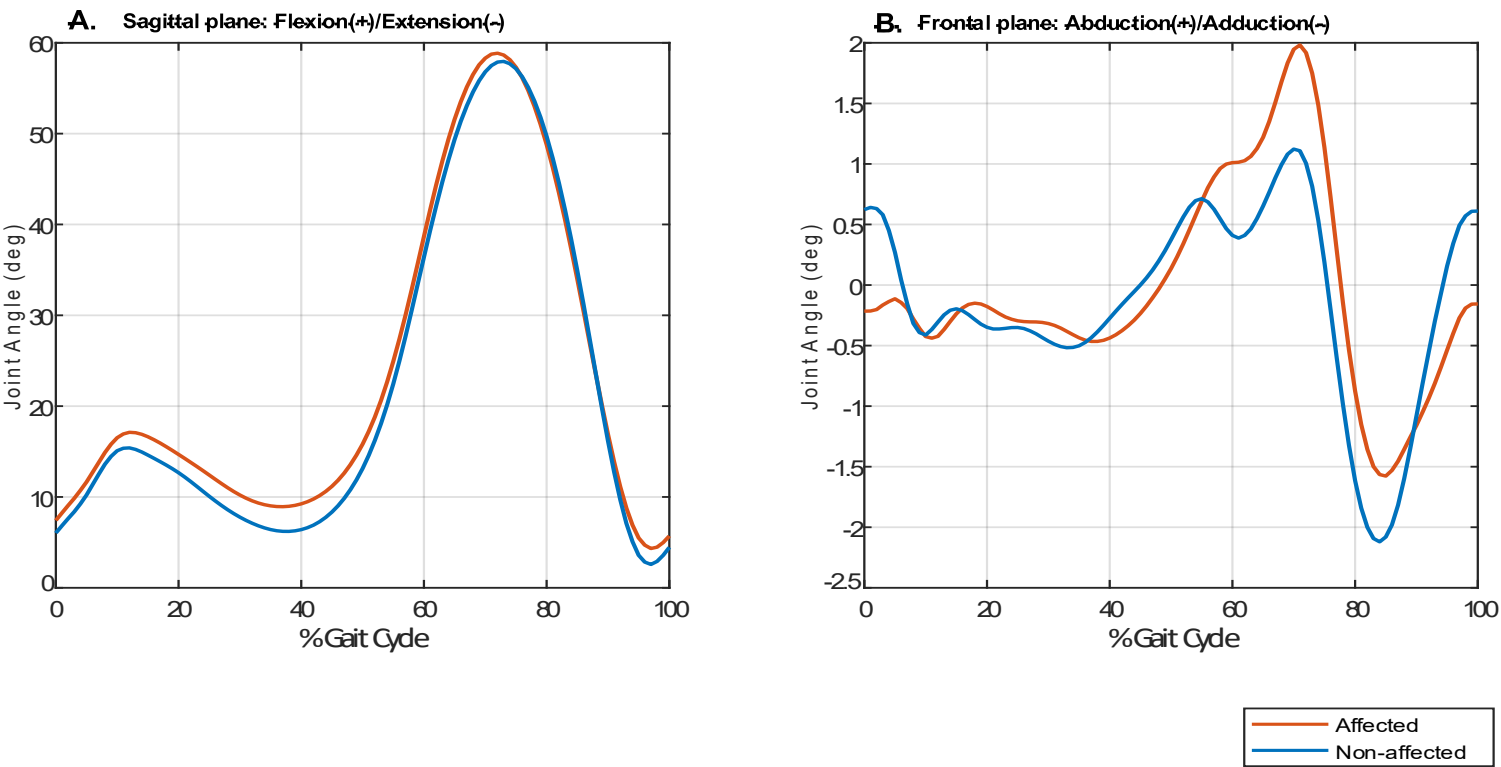 A. Sagittal plane: Flexion(+)/Extension(-)
60
50
40
30
20
10
0
Joint Angle (deg)
0 20 40 60 80 100
% Gait Cycle
B. Frontal plane: Abduction(+)/Adduction(-)
2
1.5
1
0.5
0
-0.5
-1
-1.5
-2
-2.5
Joint Angle (deg)
0 20 40 60 80 100
% Gait Cycle
Affected
Non-affected